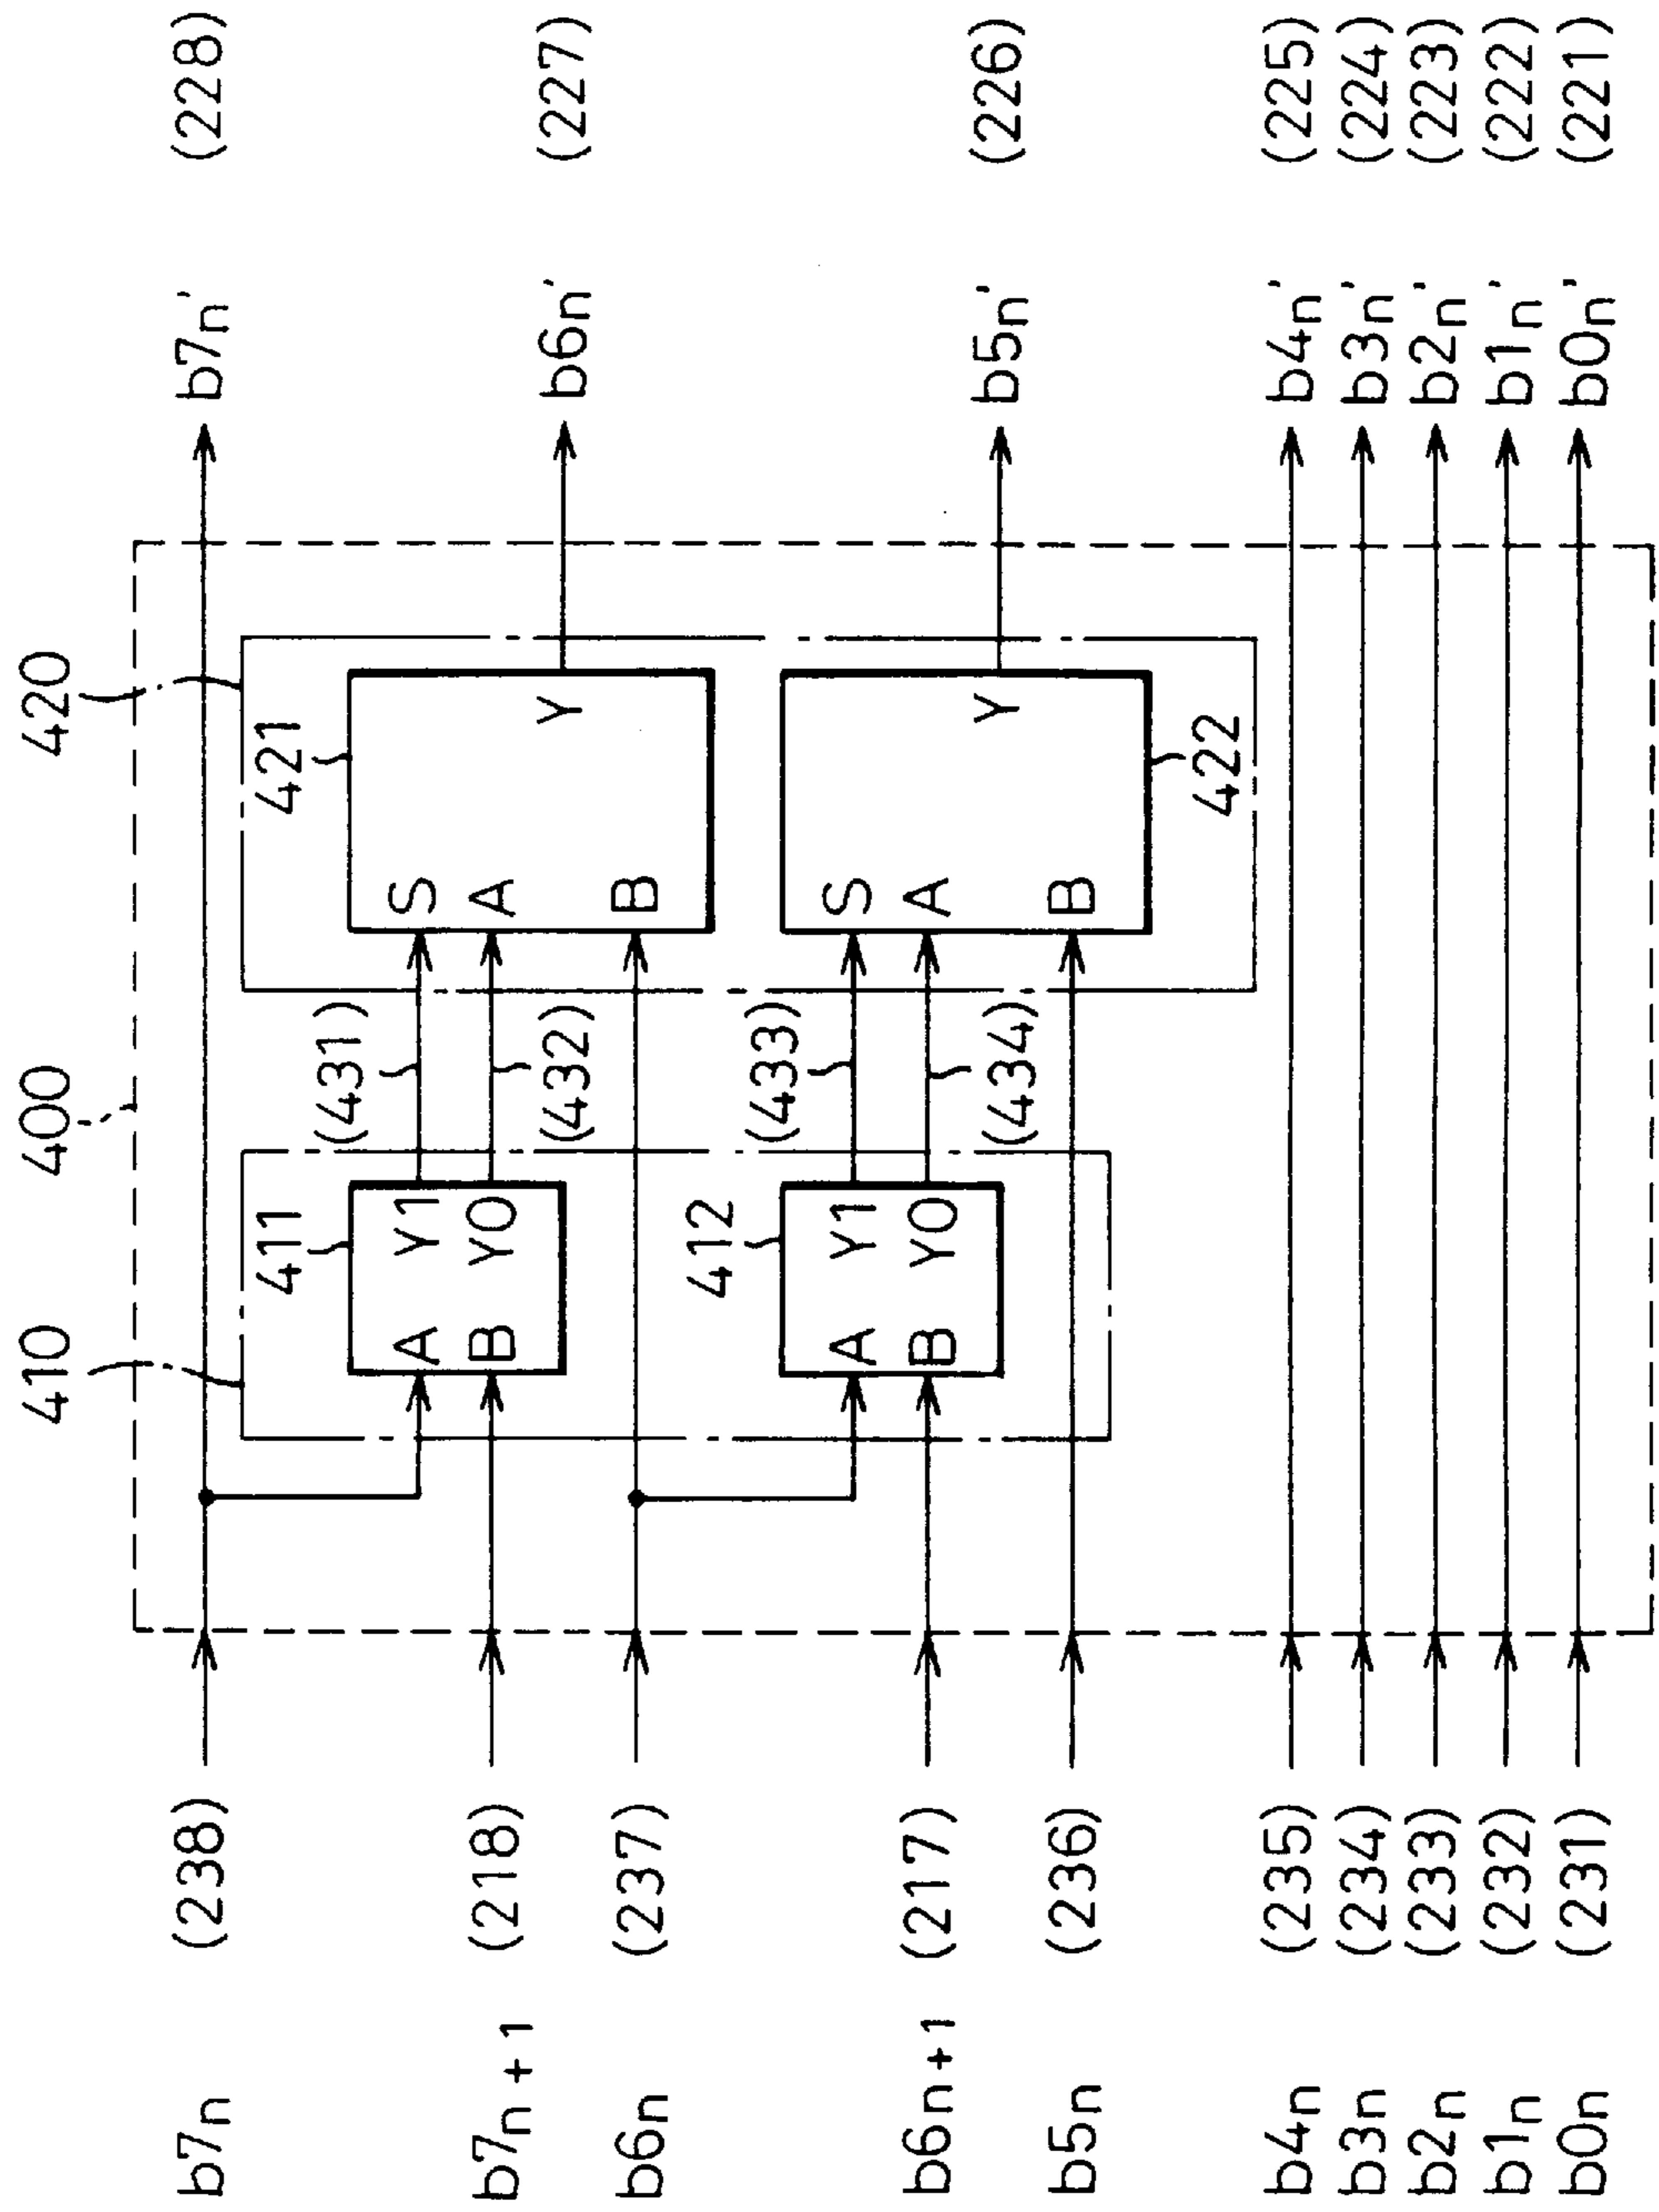 410
400
420
b7n (238)
b7n' (228)
411
(431)
421
A Y1
S
b7n+1 (218)
B Y0
A
(432)
Y
b6n' (227)
b6n (237)
B
412
(433)
A Y1
S
b6n+1 (217)
B Y0
A
(434)
Y
b5n' (226)
b5n (236)
B
422
b4n (235)
b4n' (225)
b3n (234)
b3n' (224)
b2n (233)
b2n' (223)
b1n (232)
b1n' (222)
b0n (231)
b0n' (221)